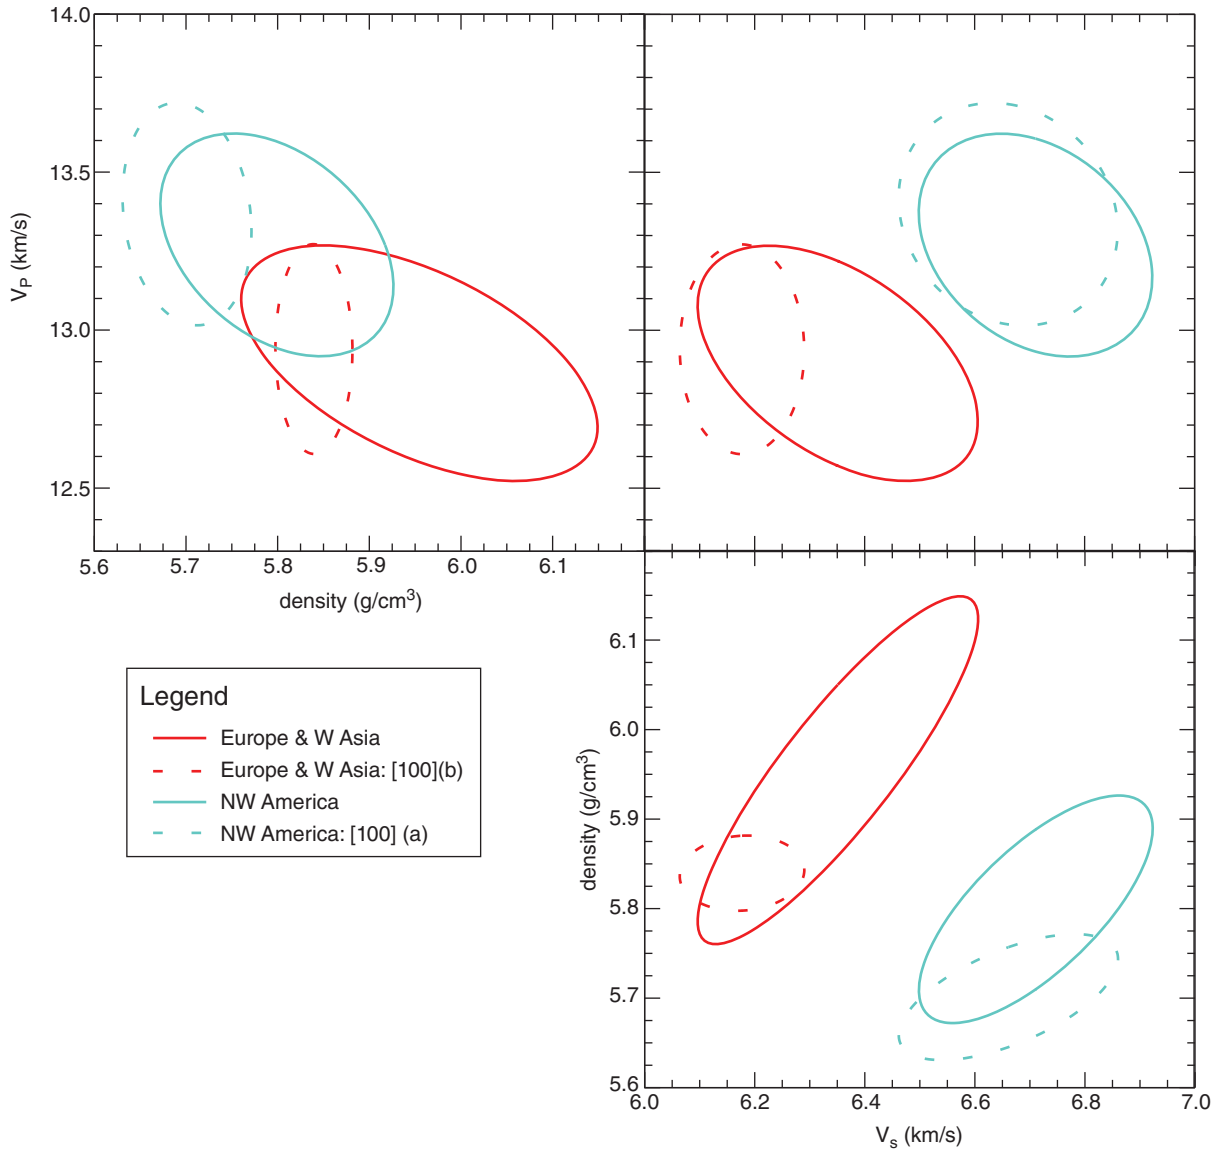 14.0
13.5
13.0
12.5
V_P (km/s)
5.6 5.7 5.8 5.9 6.0 6.1
density (g/cm³)
Legend
Europe & W Asia
Europe & W Asia: [100](b)
NW America
NW America: [100] (a)
6.1
6.0
5.9
5.8
5.7
5.6
density (g/cm³)
6.0 6.2 6.4 6.6 6.8 7.0
V_s (km/s)